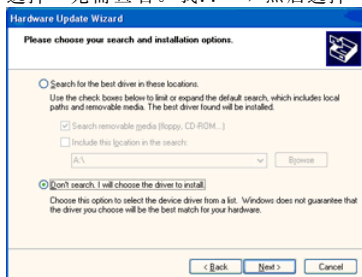 Hardware Update Wizard
Please choose your search and installation options.
Search for the best driver in these locations.
Use the check boxes below to limit or expand the default search, which includes local
paths and removable media. The best driver found will be installed.
Search removable media (floppy, CD-ROM...)
Include this location in the search:
A:\
Browse
Don't search. I will choose the driver to install.
Choose this option to select the device driver from a list. Windows does not guarantee that
the driver you choose will be the best match for your hardware.
< Back Next > Cancel